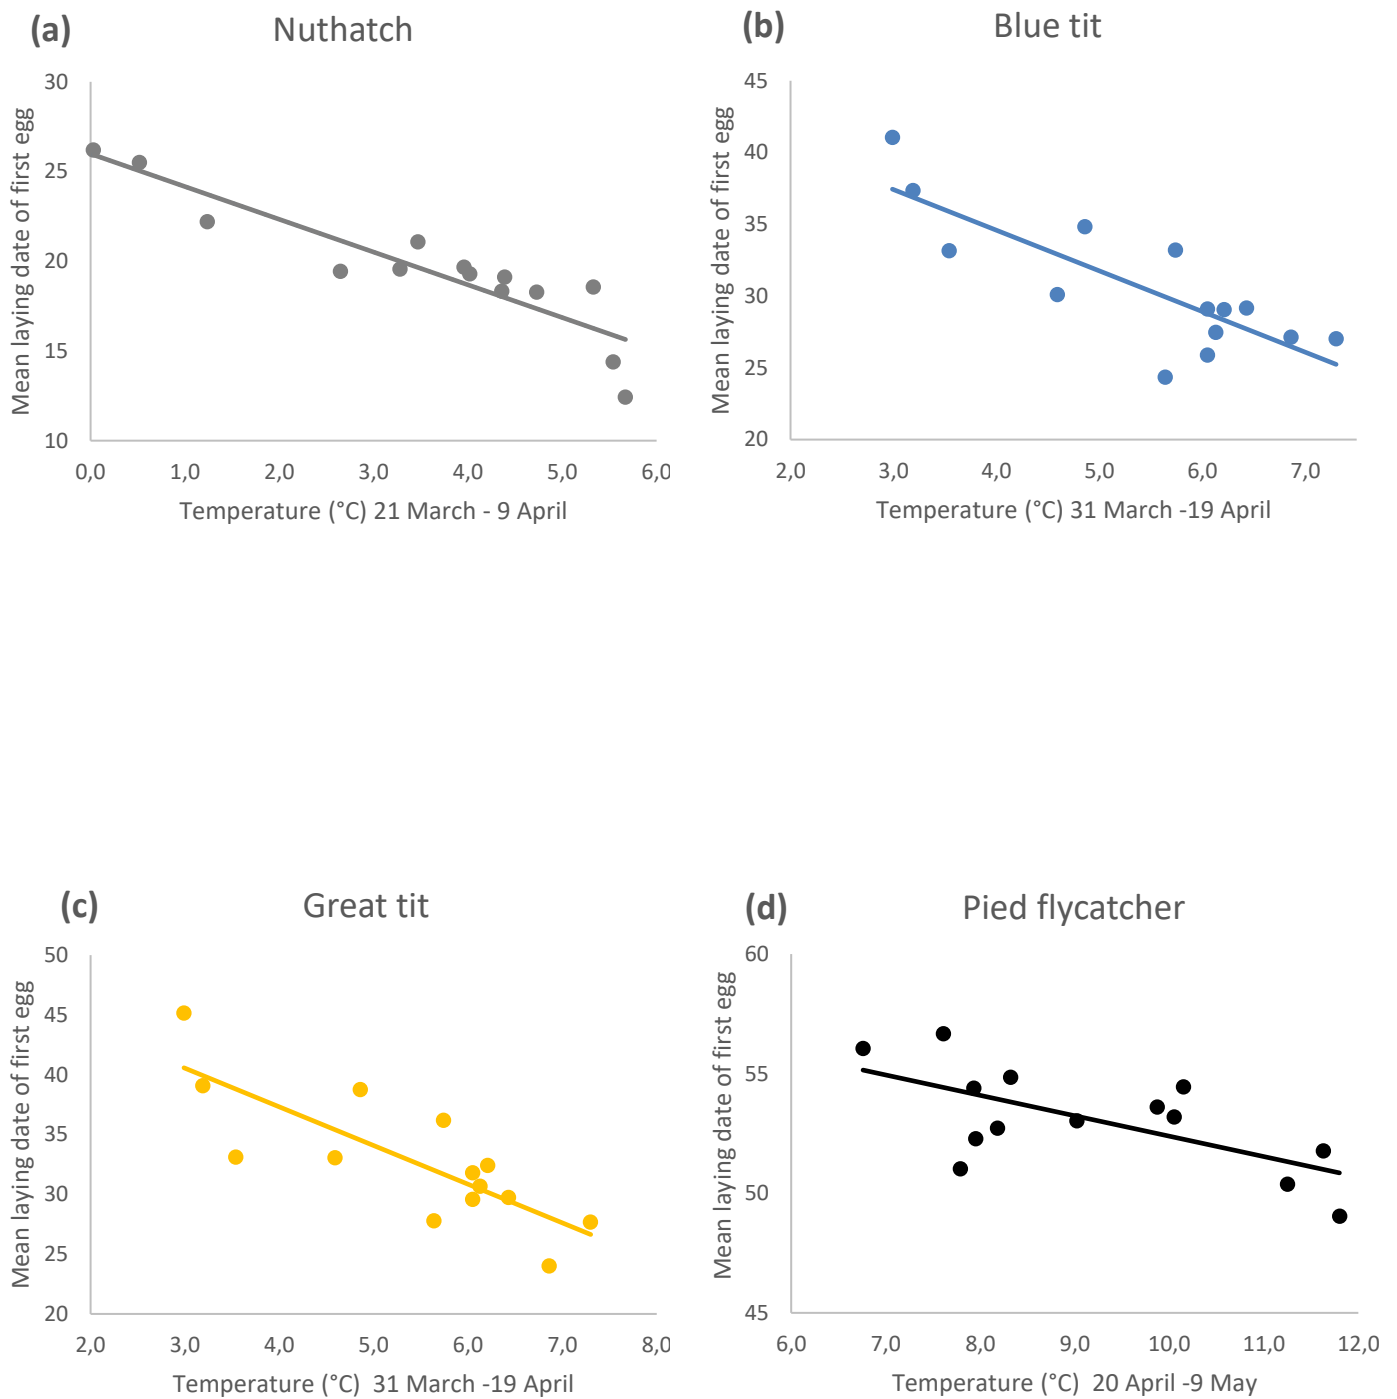 (a) Nuthatch
Mean laying date of first egg
30
25
20
15
10
0,0 1,0 2,0 3,0 4,0 5,0 6,0
Temperature (°C) 21 March - 9 April
(b) Blue tit
Mean laying date of first egg
45
40
35
30
25
20
2,0 3,0 4,0 5,0 6,0 7,0
Temperature (°C) 31 March -19 April
(c) Great tit
Mean laying date of first egg
50
45
40
35
30
25
20
2,0 3,0 4,0 5,0 6,0 7,0 8,0
Temperature (°C)  31 March -19 April
(d) Pied flycatcher
Mean laying date of first egg
60
55
50
45
6,0 7,0 8,0 9,0 10,0 11,0 12,0
Temperature (°C)  20 April -9 May